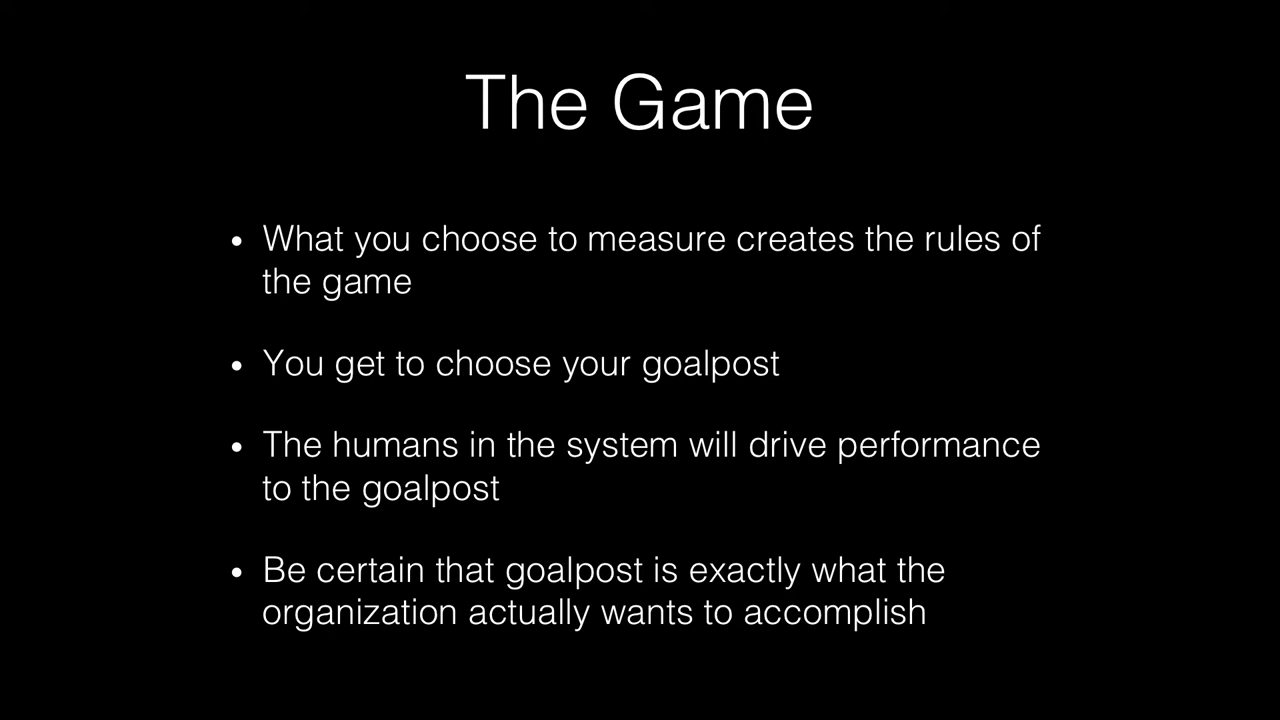 The Game
• What you choose to measure creates the rules of
the game
• You get to choose your goalpost
• The humans in the system will drive performance
to the goalpost
• Be certain that goalpost is exactly what the
organization actually wants to accomplish